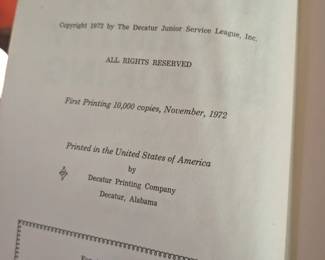 Copyright 1972 by The Decatur Junior Service League, Inc.
ALL RIGHTS RESERVED
First Printing 10,000 copies, November, 1972
Printed in the United States of America
by
Decatur Printing Company
Decatur, Alabama